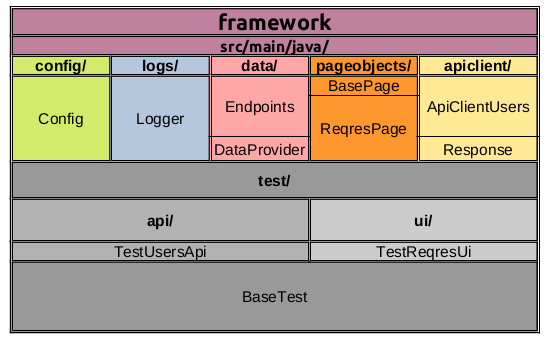 framework
src/main/java/
config/ logs/ data/ pageobjects/ apiclient/
BasePage
Config Logger Endpoints ReqresPage ApiClientUsers
DataProvider Response
test/
api/ ui/
TestUsersApi TestReqresUi
BaseTest